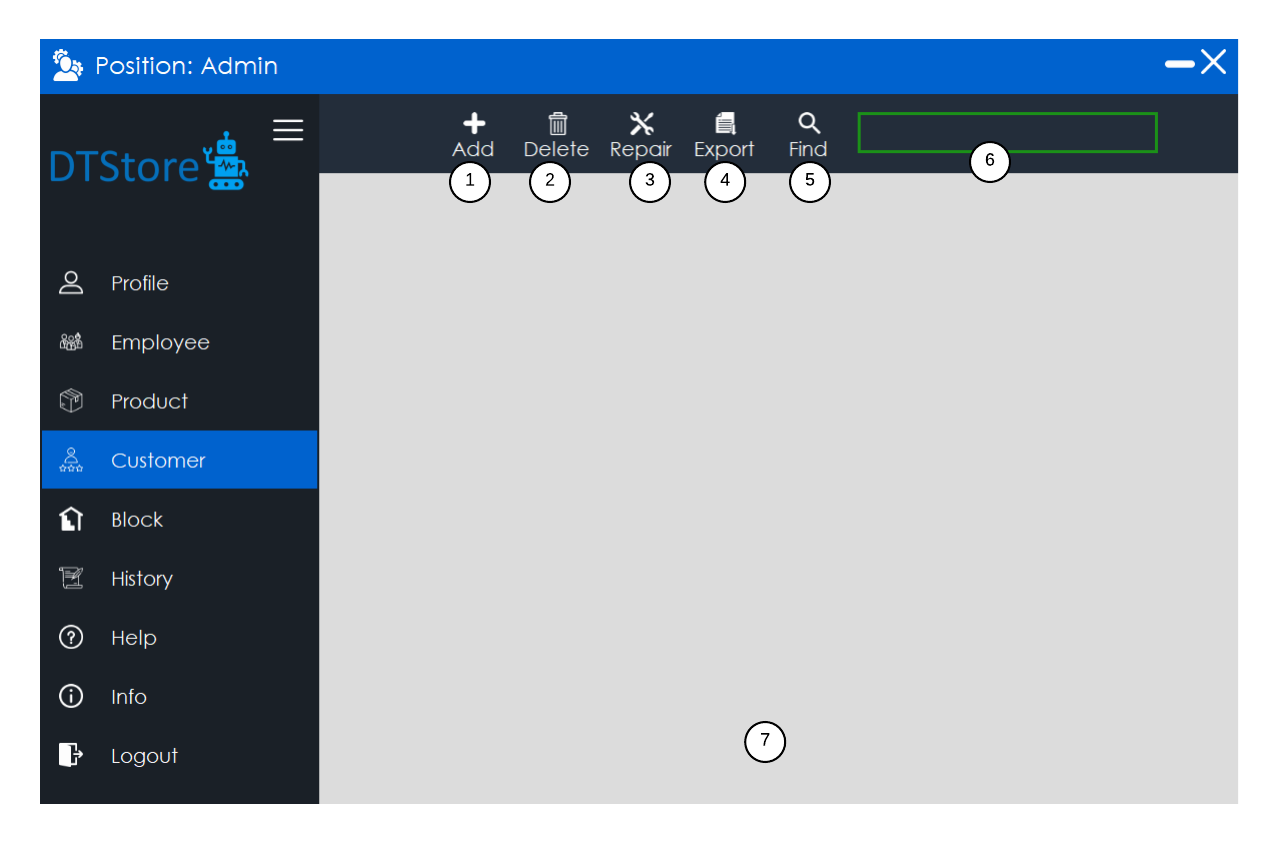 Position: Admin
DTStore
Add Delete Repair Export Find
1 2 3 4 5 6
Profile
Employee
Product
Customer
Block
History
Help
Info
Logout
7